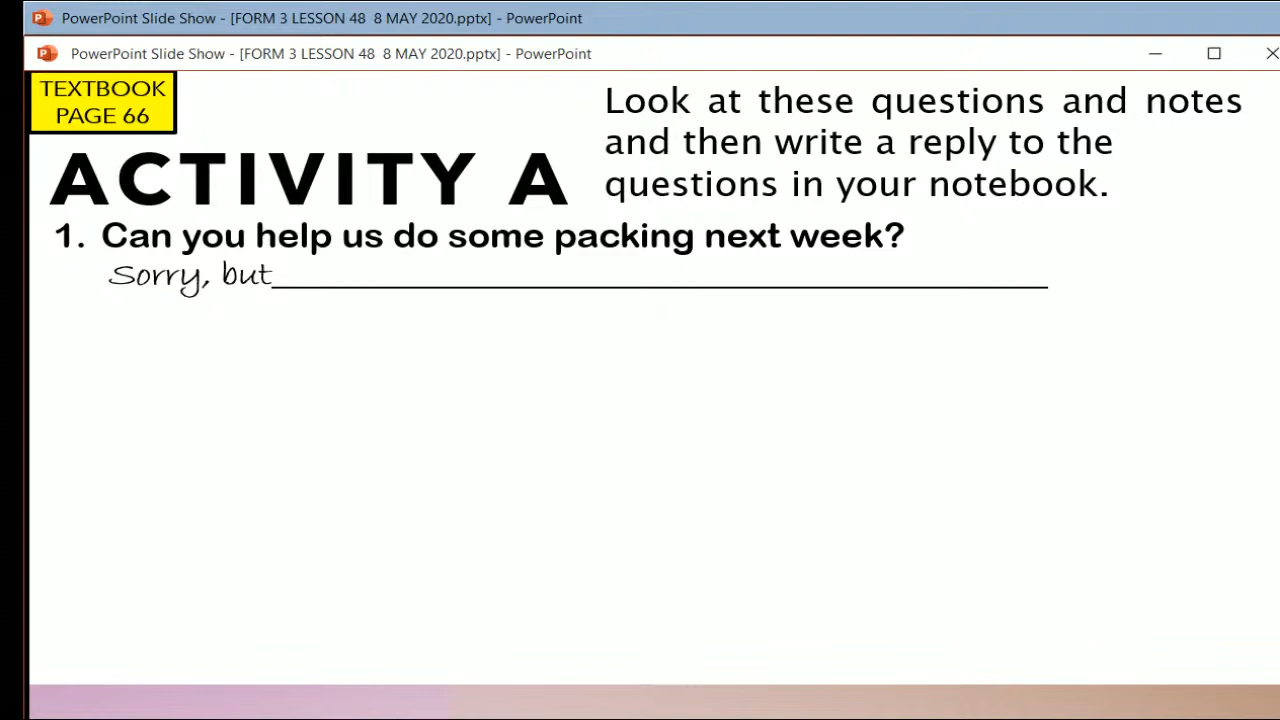 PowerPoint Slide Show - [FORM 3 LESSON 48  8 MAY 2020.pptx] - PowerPoint
PowerPoint Slide Show - [FORM 3 LESSON 48  8 MAY 2020.pptx] - PowerPoint
TEXTBOOK
PAGE 66
ACTIVITY A
Look at these questions and notes
and then write a reply to the
questions in your notebook.
1. Can you help us do some packing next week?
Sorry, but